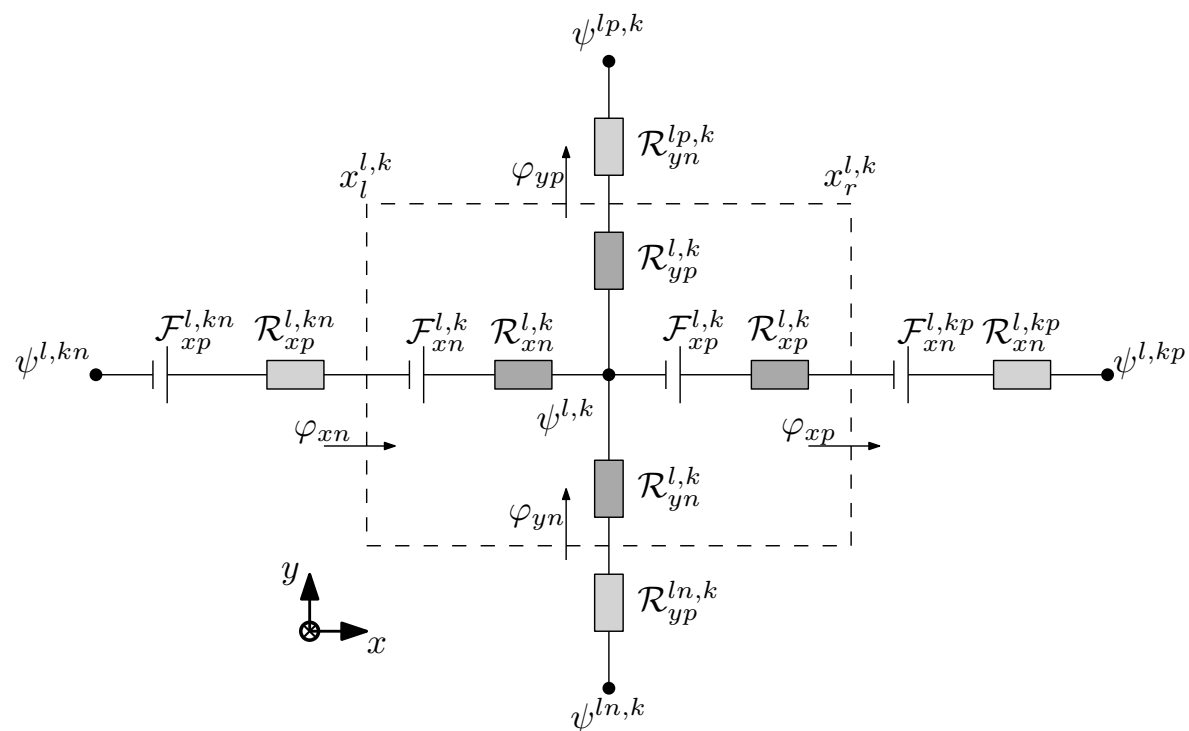 ψ^{lp,k}
ℛ_{yn}^{lp,k}
x_l^{l,k}
φ_{yp}
x_r^{l,k}
ℛ_{yp}^{l,k}
ψ^{l,kn}
ℱ_{xp}^{l,kn}
ℛ_{xp}^{l,kn}
ℱ_{xn}^{l,k}
ℛ_{xn}^{l,k}
ℱ_{xp}^{l,k}
ℛ_{xp}^{l,k}
ℱ_{xn}^{l,kp}
ℛ_{xn}^{l,kp}
ψ^{l,kp}
ψ^{l,k}
φ_{xn}
φ_{xp}
ℛ_{yn}^{l,k}
φ_{yn}
y
x
ℛ_{yp}^{ln,k}
ψ^{ln,k}